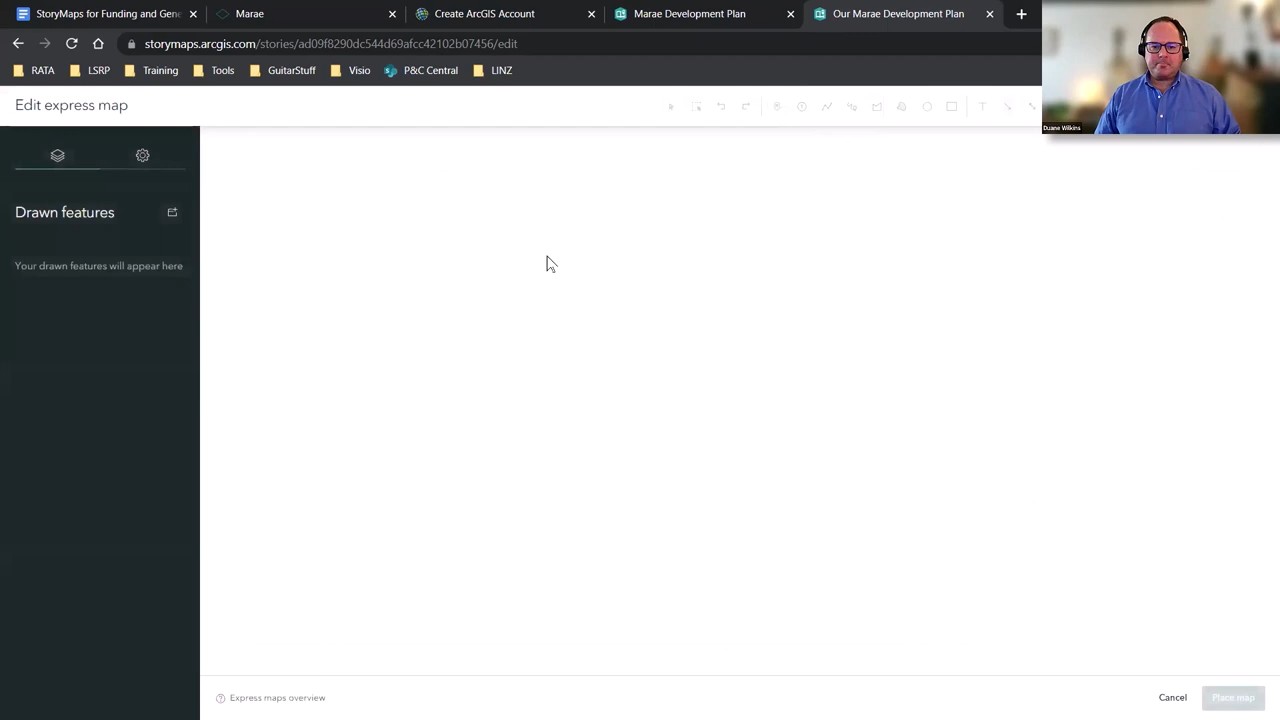 StoryMaps for Funding and Gene
Marae
Create ArcGIS Account
Marae Development Plan
Our Marae Development Plan
storymaps.arcgis.com/stories/ad09f8290dc544d69afcc42102b07456/edit
RATA
LSRP
Training
Tools
GuitarStuff
Visio
P&C Central
LINZ
Edit express map
Duane Wilkins
Drawn features
Your drawn features will appear here
Express maps overview
Cancel
Place map